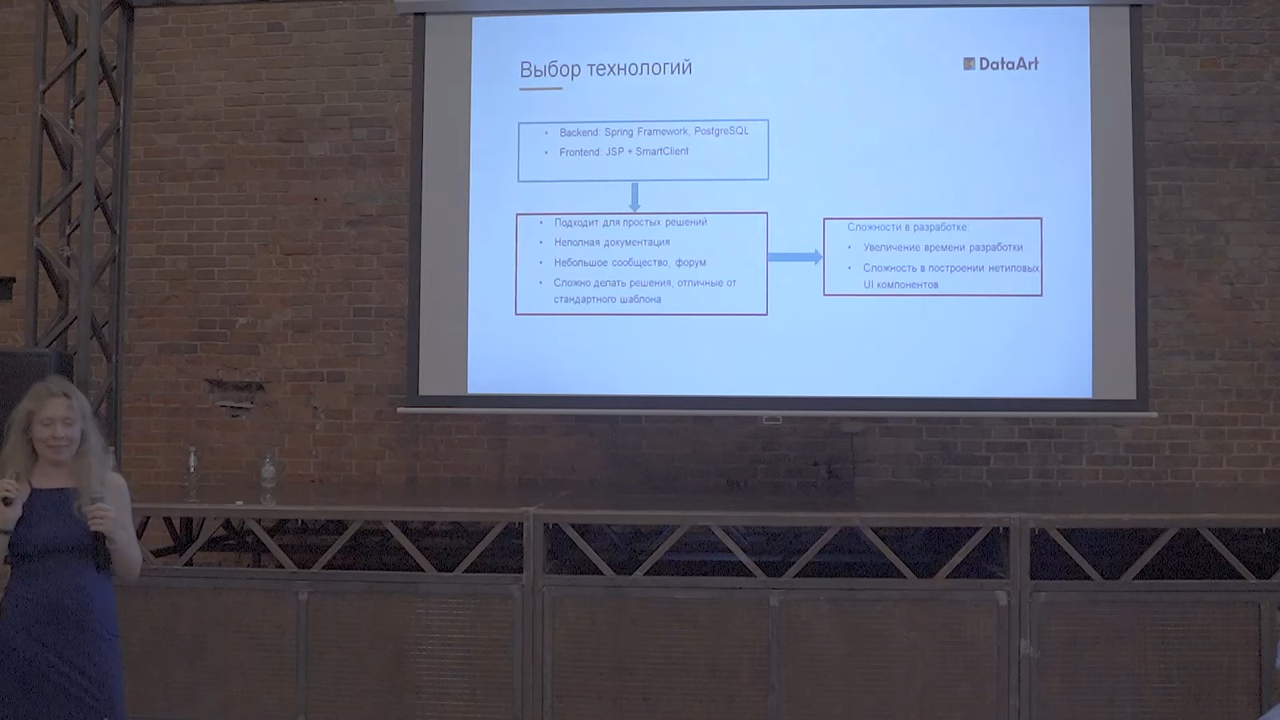 Выбор технологий
DataArt
• Backend: Spring Framework, PostgreSQL
• Frontend: JSP + SmartClient
• Подходит для простых решений
• Неполная документация
• Небольшое сообщество, форум
• Сложно делать решения, отличные от
стандартного шаблона
Сложности в разработке:
• Увеличение времени разработки
• Сложность в построении нетиповых
UI компонентов